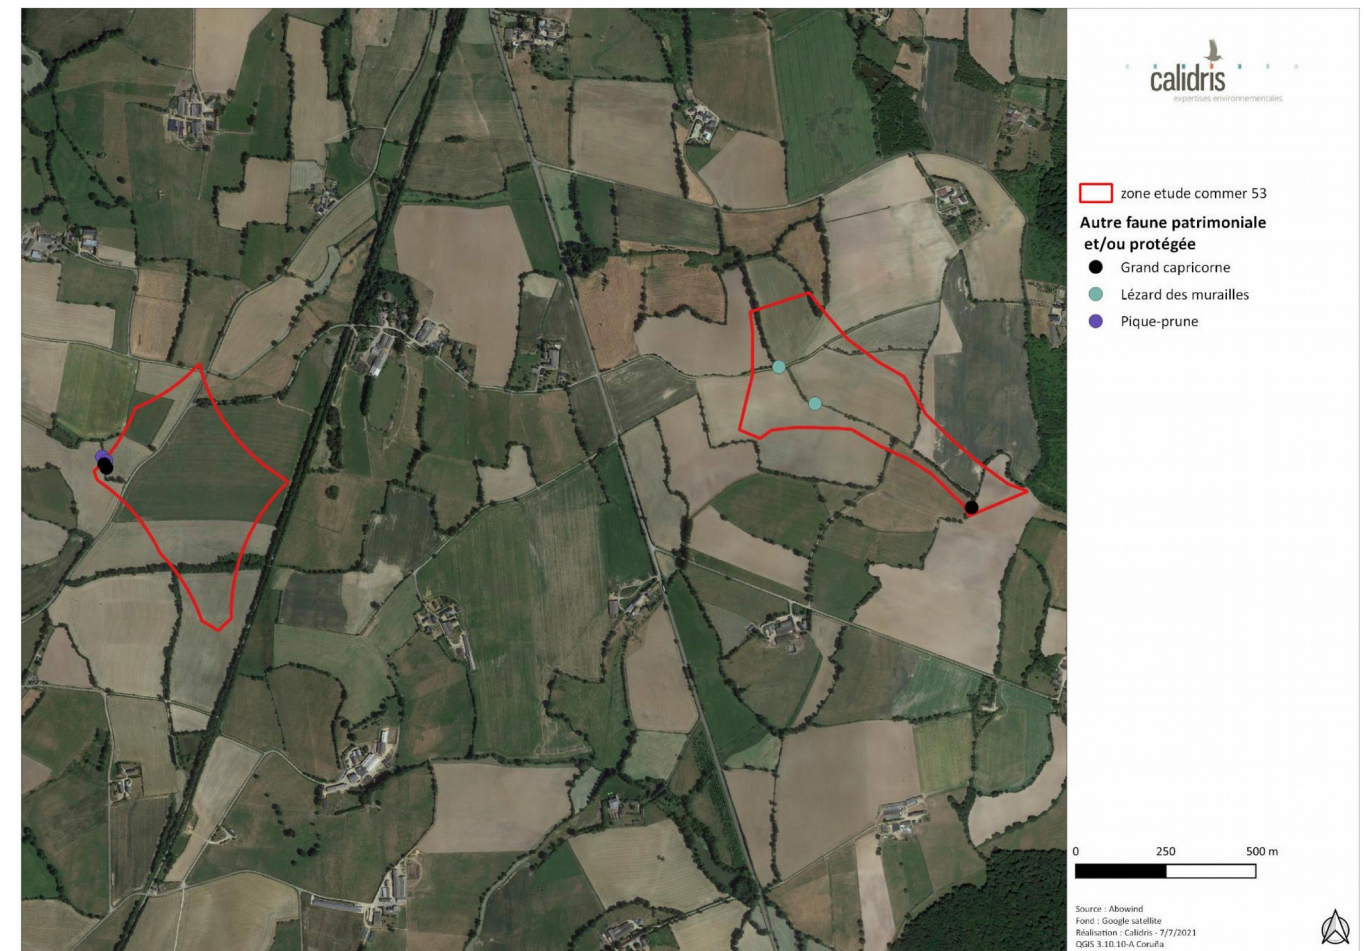 calidris
expertises environnementales
zone etude commer 53
Autre faune patrimoniale
et/ou protégée
Grand capricorne
Lézard des murailles
Pique-prune
0 250 500 m
Source : Abowind
Fond : Google satellite
Réalisation : Calidris - 7/7/2021
QGIS 3.10.10-A Coruña